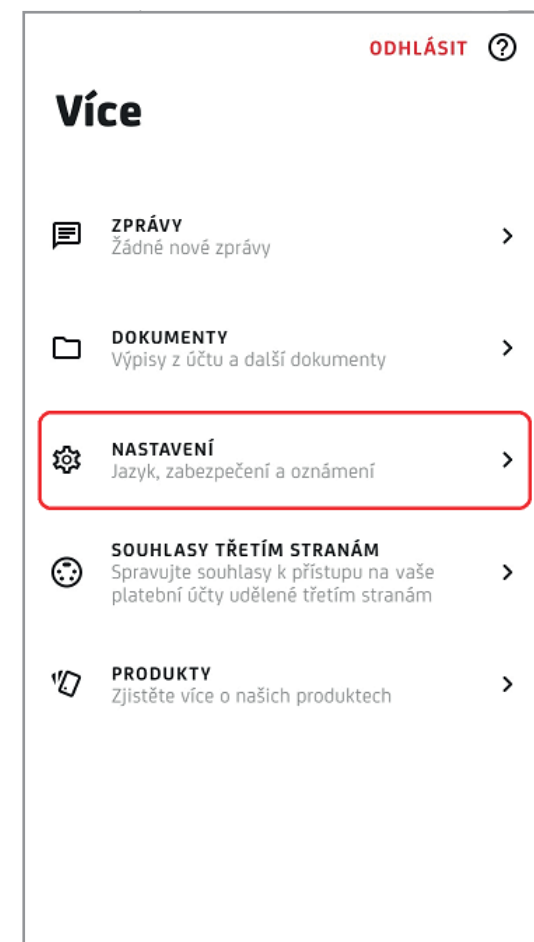 ODHLÁSIT
Více
ZPRÁVY
Žádné nové zprávy
DOKUMENTY
Výpisy z účtu a další dokumenty
NASTAVENÍ
Jazyk, zabezpečení a oznámení
SOUHLASY TŘETÍM STRANÁM
Spravujte souhlasy k přístupu na vaše
platební účty udělené třetím stranám
PRODUKTY
Zjistěte více o našich produktech